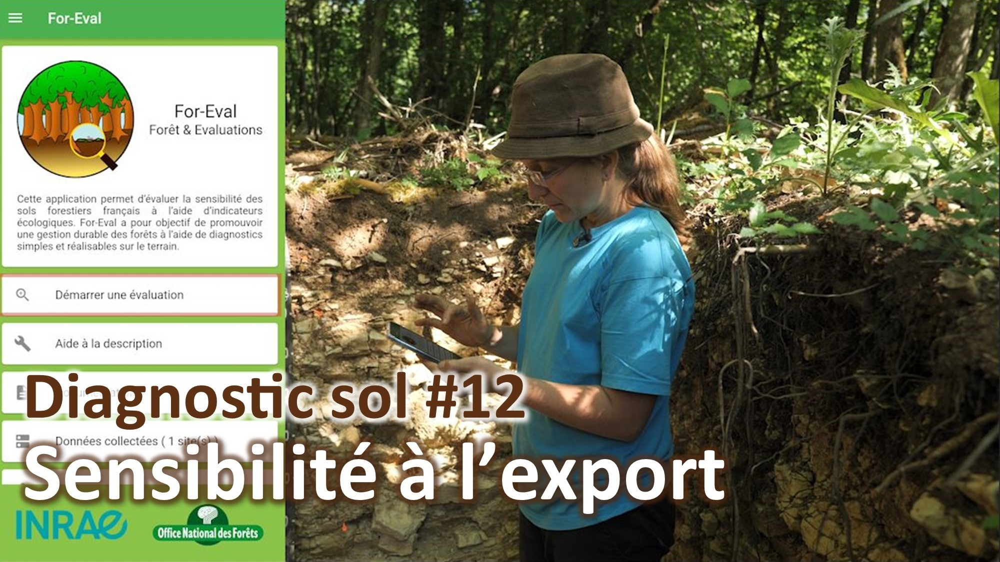 For-Eval
For-Eval
Forêt & Evaluations
Cette application permet d'évaluer la sensibilité des
sols forestiers français à l'aide d'indicateurs
écologiques. For-Eval a pour objectif de promouvoir
une gestion durable des forêts à l'aide de diagnostics
simples et réalisables sur le terrain.
Démarrer une évaluation
Aide à la description
Diagnostic sol #12
Données collectées ( 1 site(s) )
Sensibilité à l'export
INRAE
Office National des Forêts